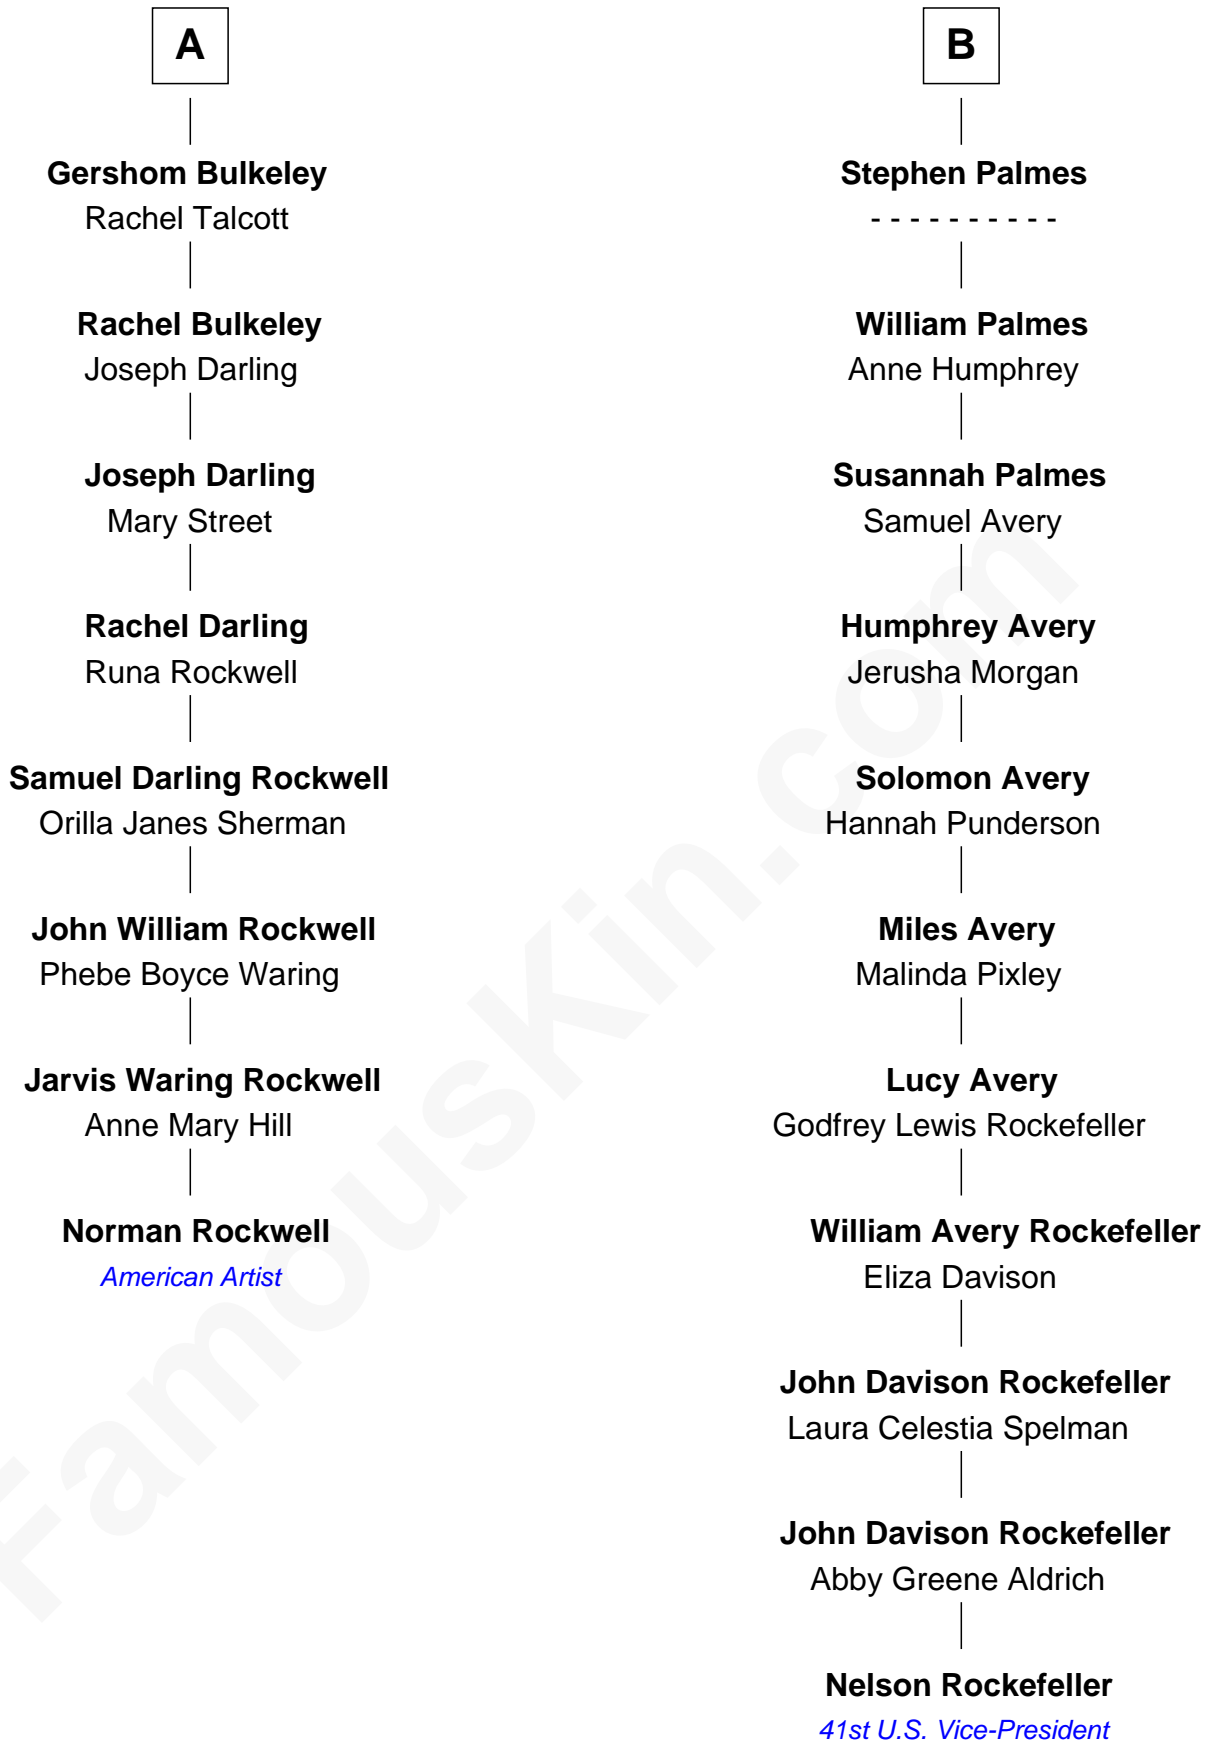 A
Gershom Bulkeley
Rachel Talcott
Rachel Bulkeley
Joseph Darling
Joseph Darling
Mary Street
Rachel Darling
Runa Rockwell
Samuel Darling Rockwell
Orilla Janes Sherman
John William Rockwell
Phebe Boyce Waring
Jarvis Waring Rockwell
Anne Mary Hill
Norman Rockwell
American Artist
B
Stephen Palmes
- - - - - - - - - -
William Palmes
Anne Humphrey
Susannah Palmes
Samuel Avery
Humphrey Avery
Jerusha Morgan
Solomon Avery
Hannah Punderson
Miles Avery
Malinda Pixley
Lucy Avery
Godfrey Lewis Rockefeller
William Avery Rockefeller
Eliza Davison
John Davison Rockefeller
Laura Celestia Spelman
John Davison Rockefeller
Abby Greene Aldrich
Nelson Rockefeller
41st U.S. Vice-President
FamousKin.com